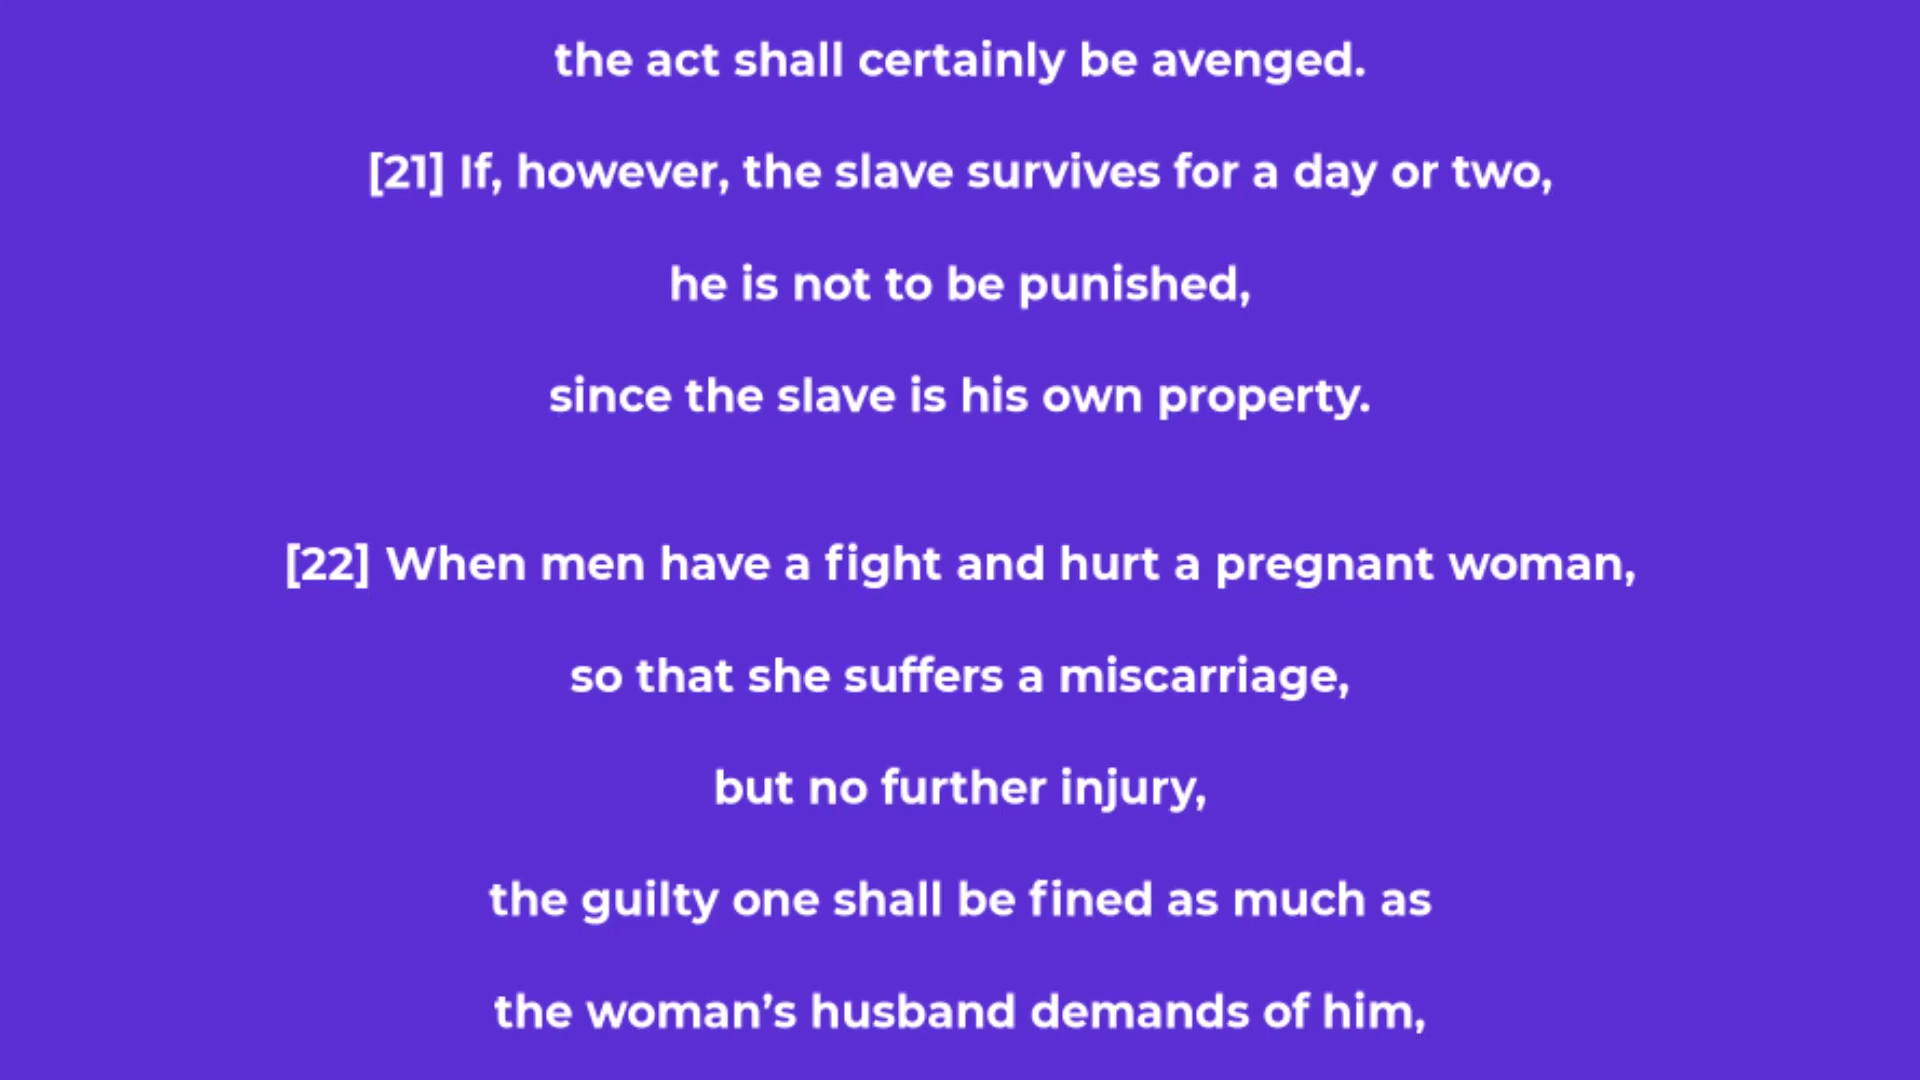 the act shall certainly be avenged.
[21] If, however, the slave survives for a day or two,
he is not to be punished,
since the slave is his own property.
[22] When men have a fight and hurt a pregnant woman,
so that she suffers a miscarriage,
but no further injury,
the guilty one shall be fined as much as
the woman’s husband demands of him,